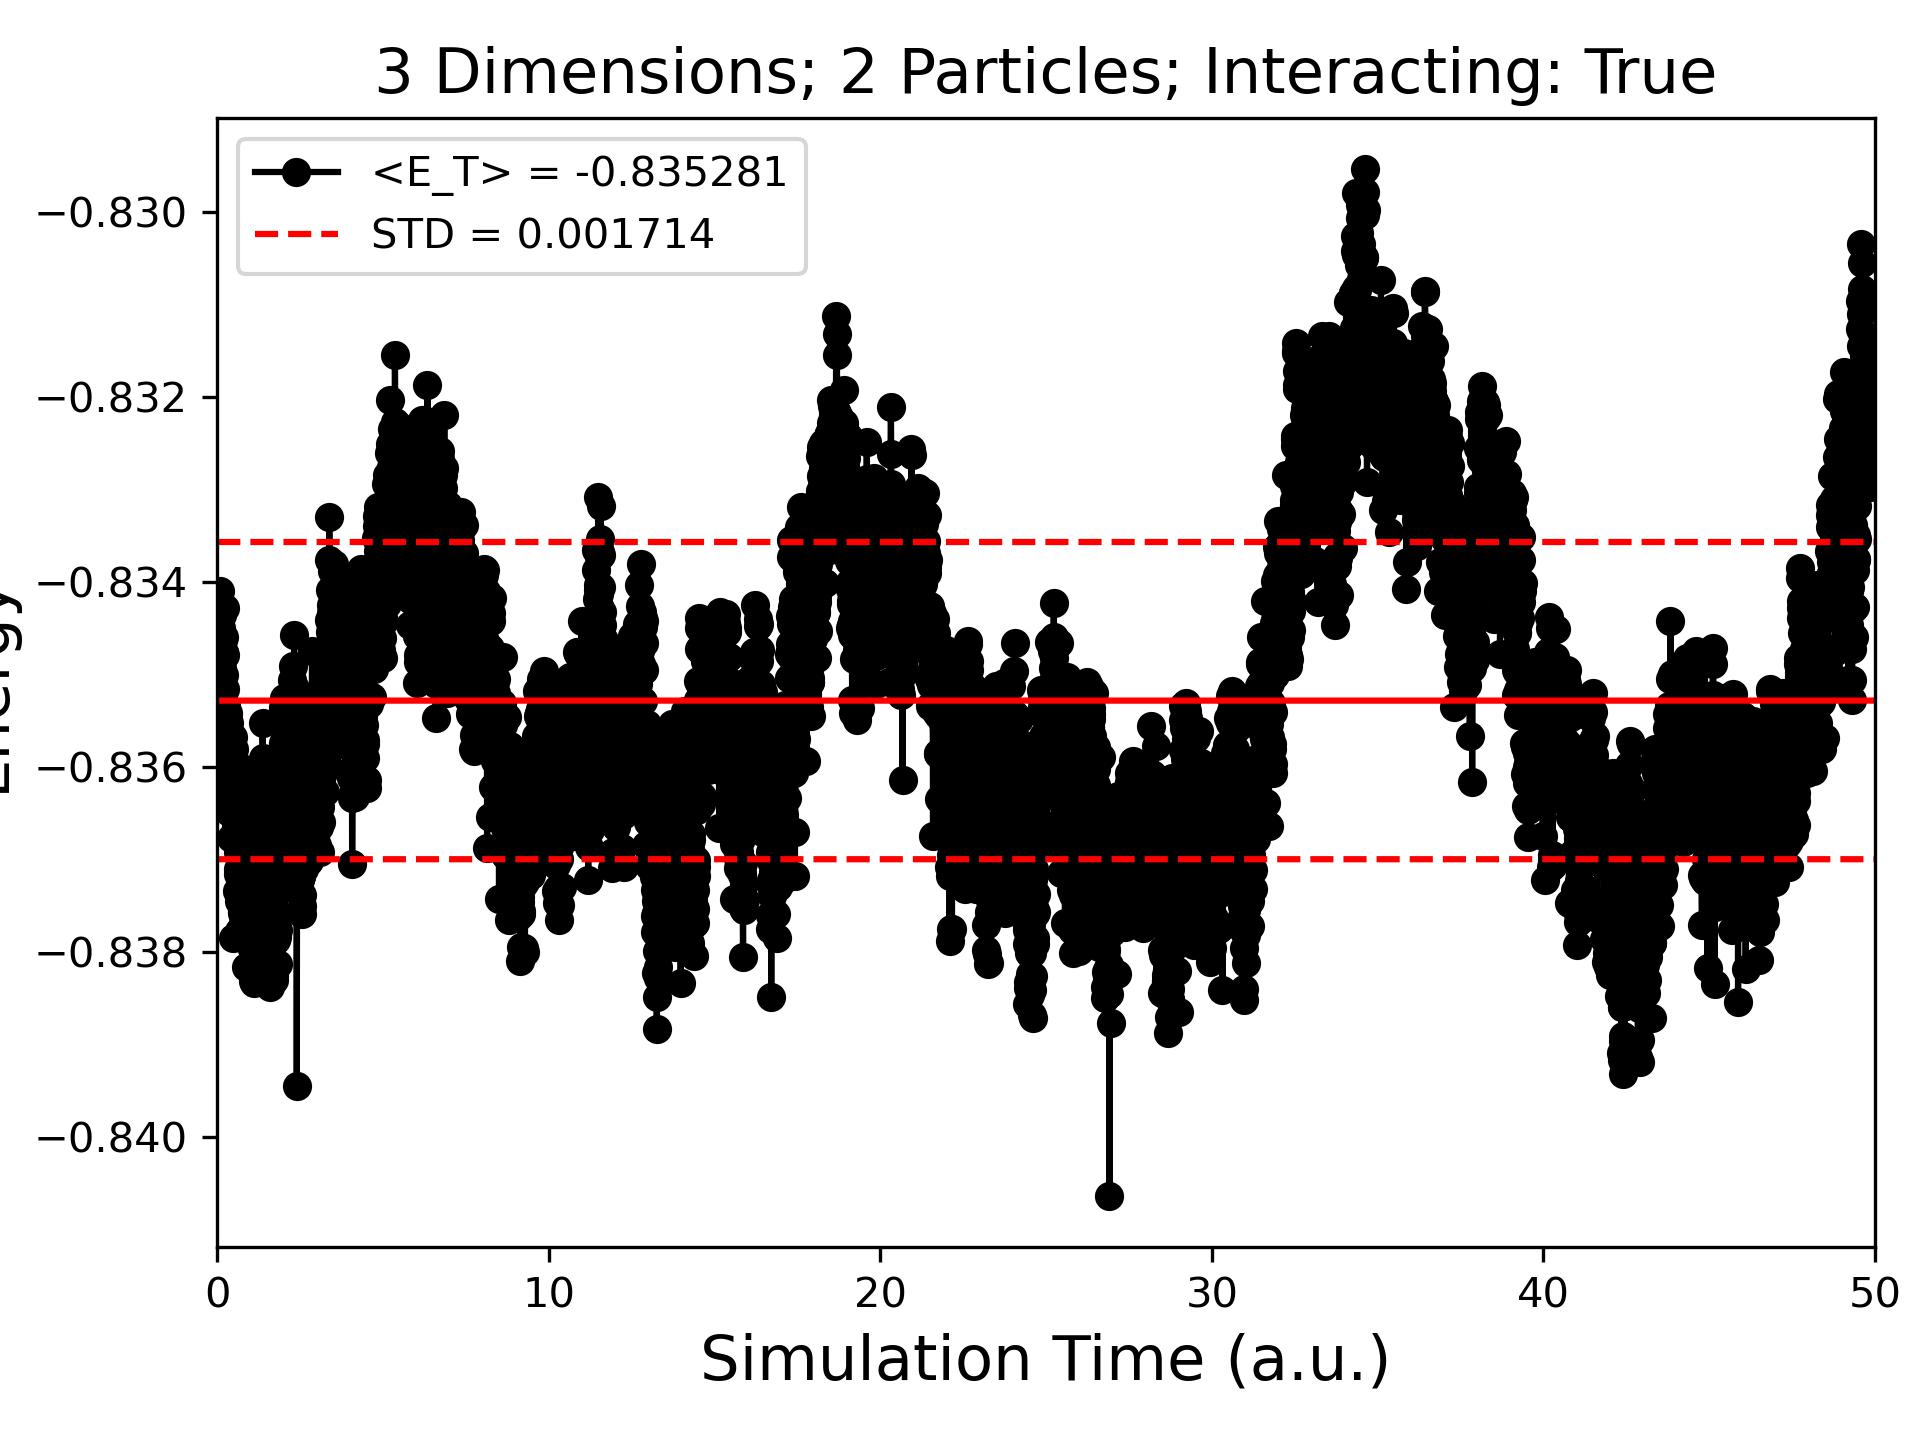 3 Dimensions; 2 Particles; Interacting: True
<E_T> = -0.835281
STD = 0.001714
−0.830
−0.832
−0.834
−0.836
−0.838
−0.840
Energy
0 10 20 30 40 50
Simulation Time (a.u.)